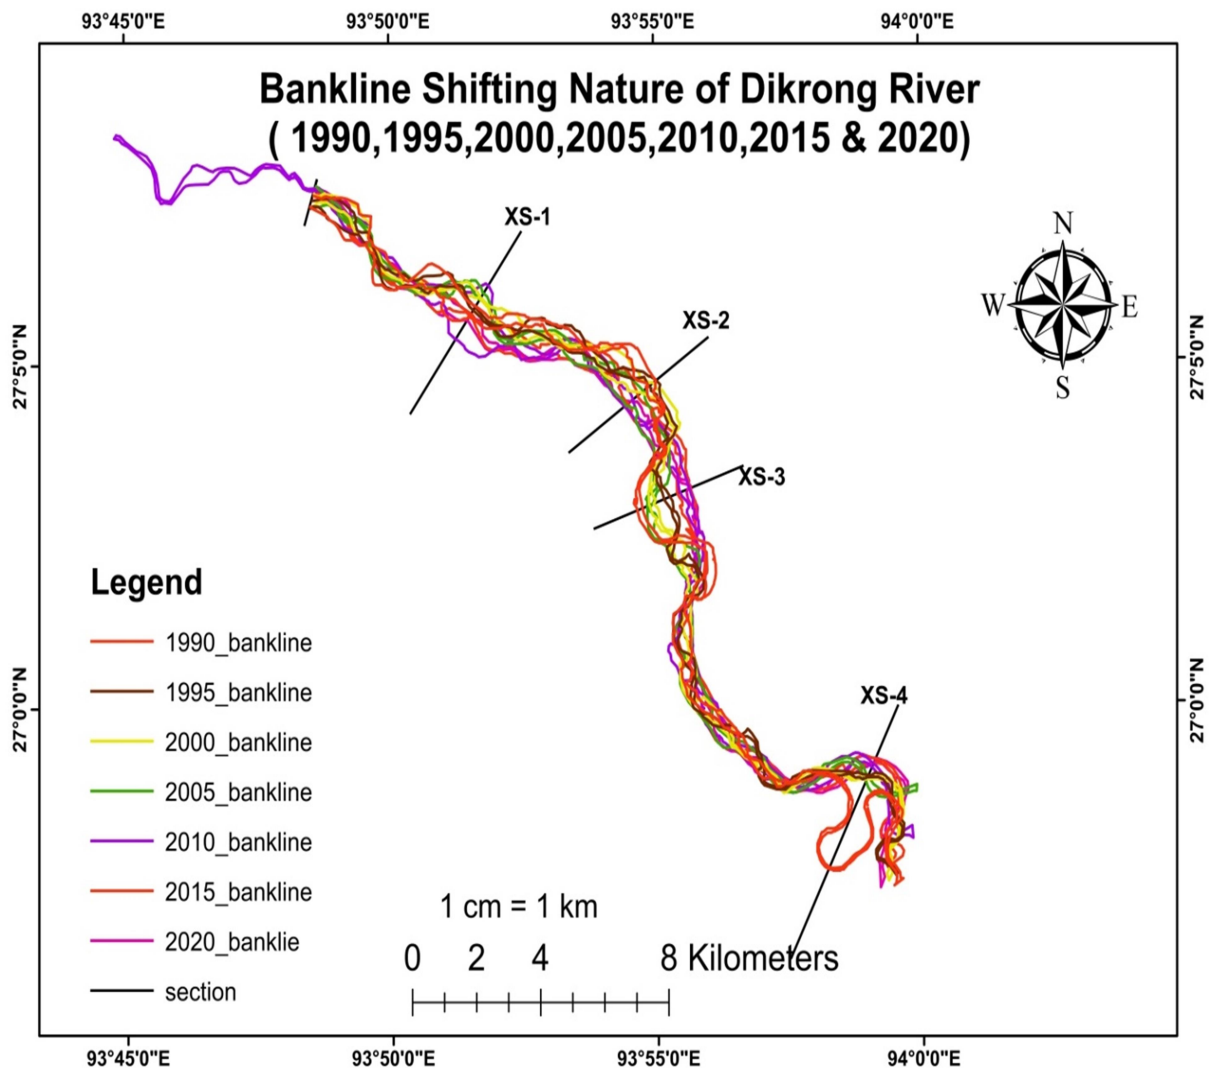 93°45'0"E 93°50'0"E 93°55'0"E 94°0'0"E
Bankline Shifting Nature of Dikrong River
( 1990,1995,2000,2005,2010,2015 & 2020)
XS-1
N
W E
S
XS-2
27°5'0"N 27°5'0"N
XS-3
Legend
1990_bankline
1995_bankline
2000_bankline
2005_bankline
2010_bankline
2015_bankline
2020_banklie
section
27°0'0"N 27°0'0"N
XS-4
1 cm = 1 km
0 2 4 8 Kilometers
93°45'0"E 93°50'0"E 93°55'0"E 94°0'0"E